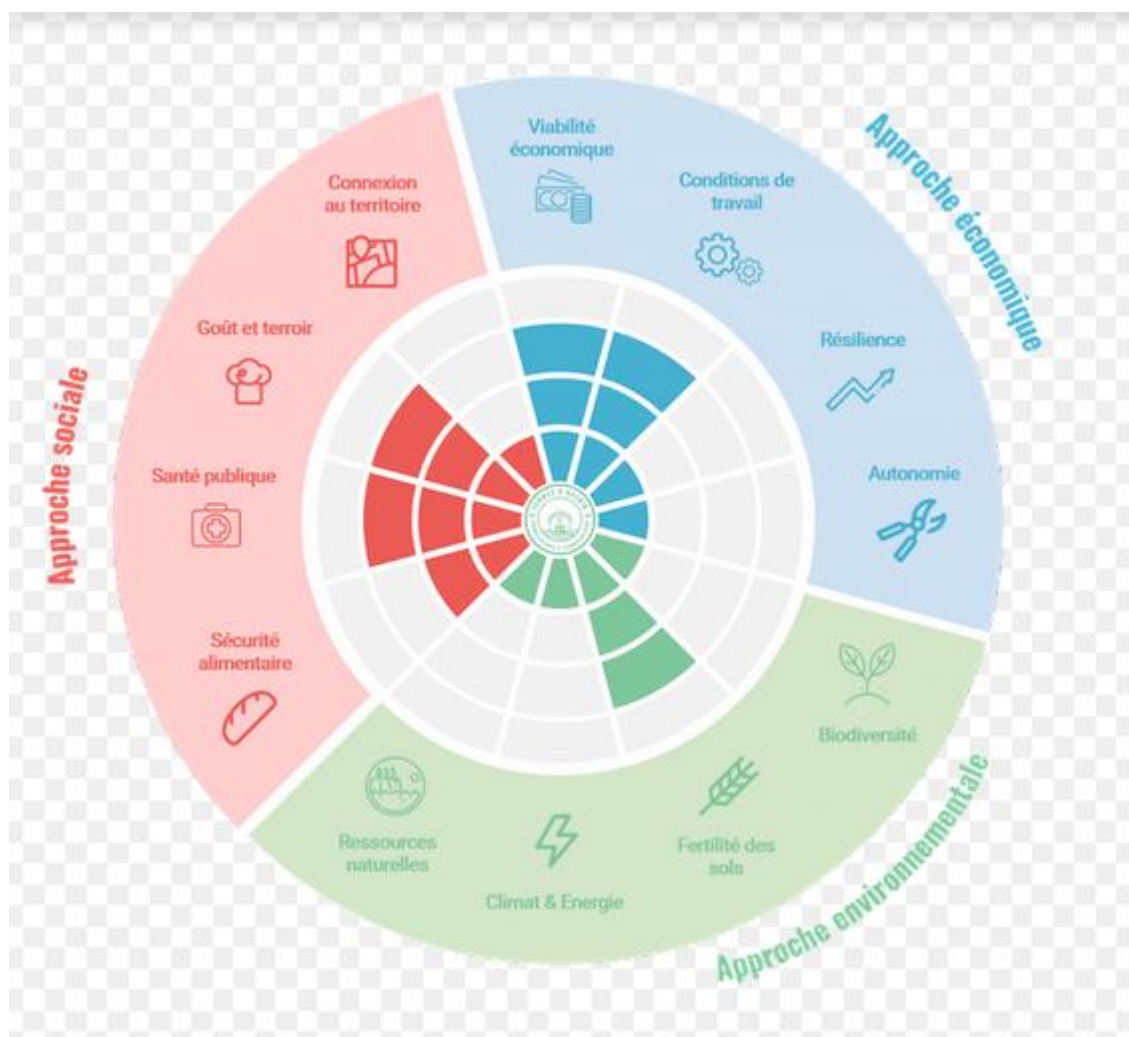 Approche économique
Viabilité
économique
Conditions de
travail
Résilience
Autonomie
Approche environnementale
Biodiversité
Fertilité des
sols
Climat & Energie
Ressources
naturelles
Approche sociale
Sécurité
alimentaire
Santé publique
Goût et terroir
Connexion
au territoire